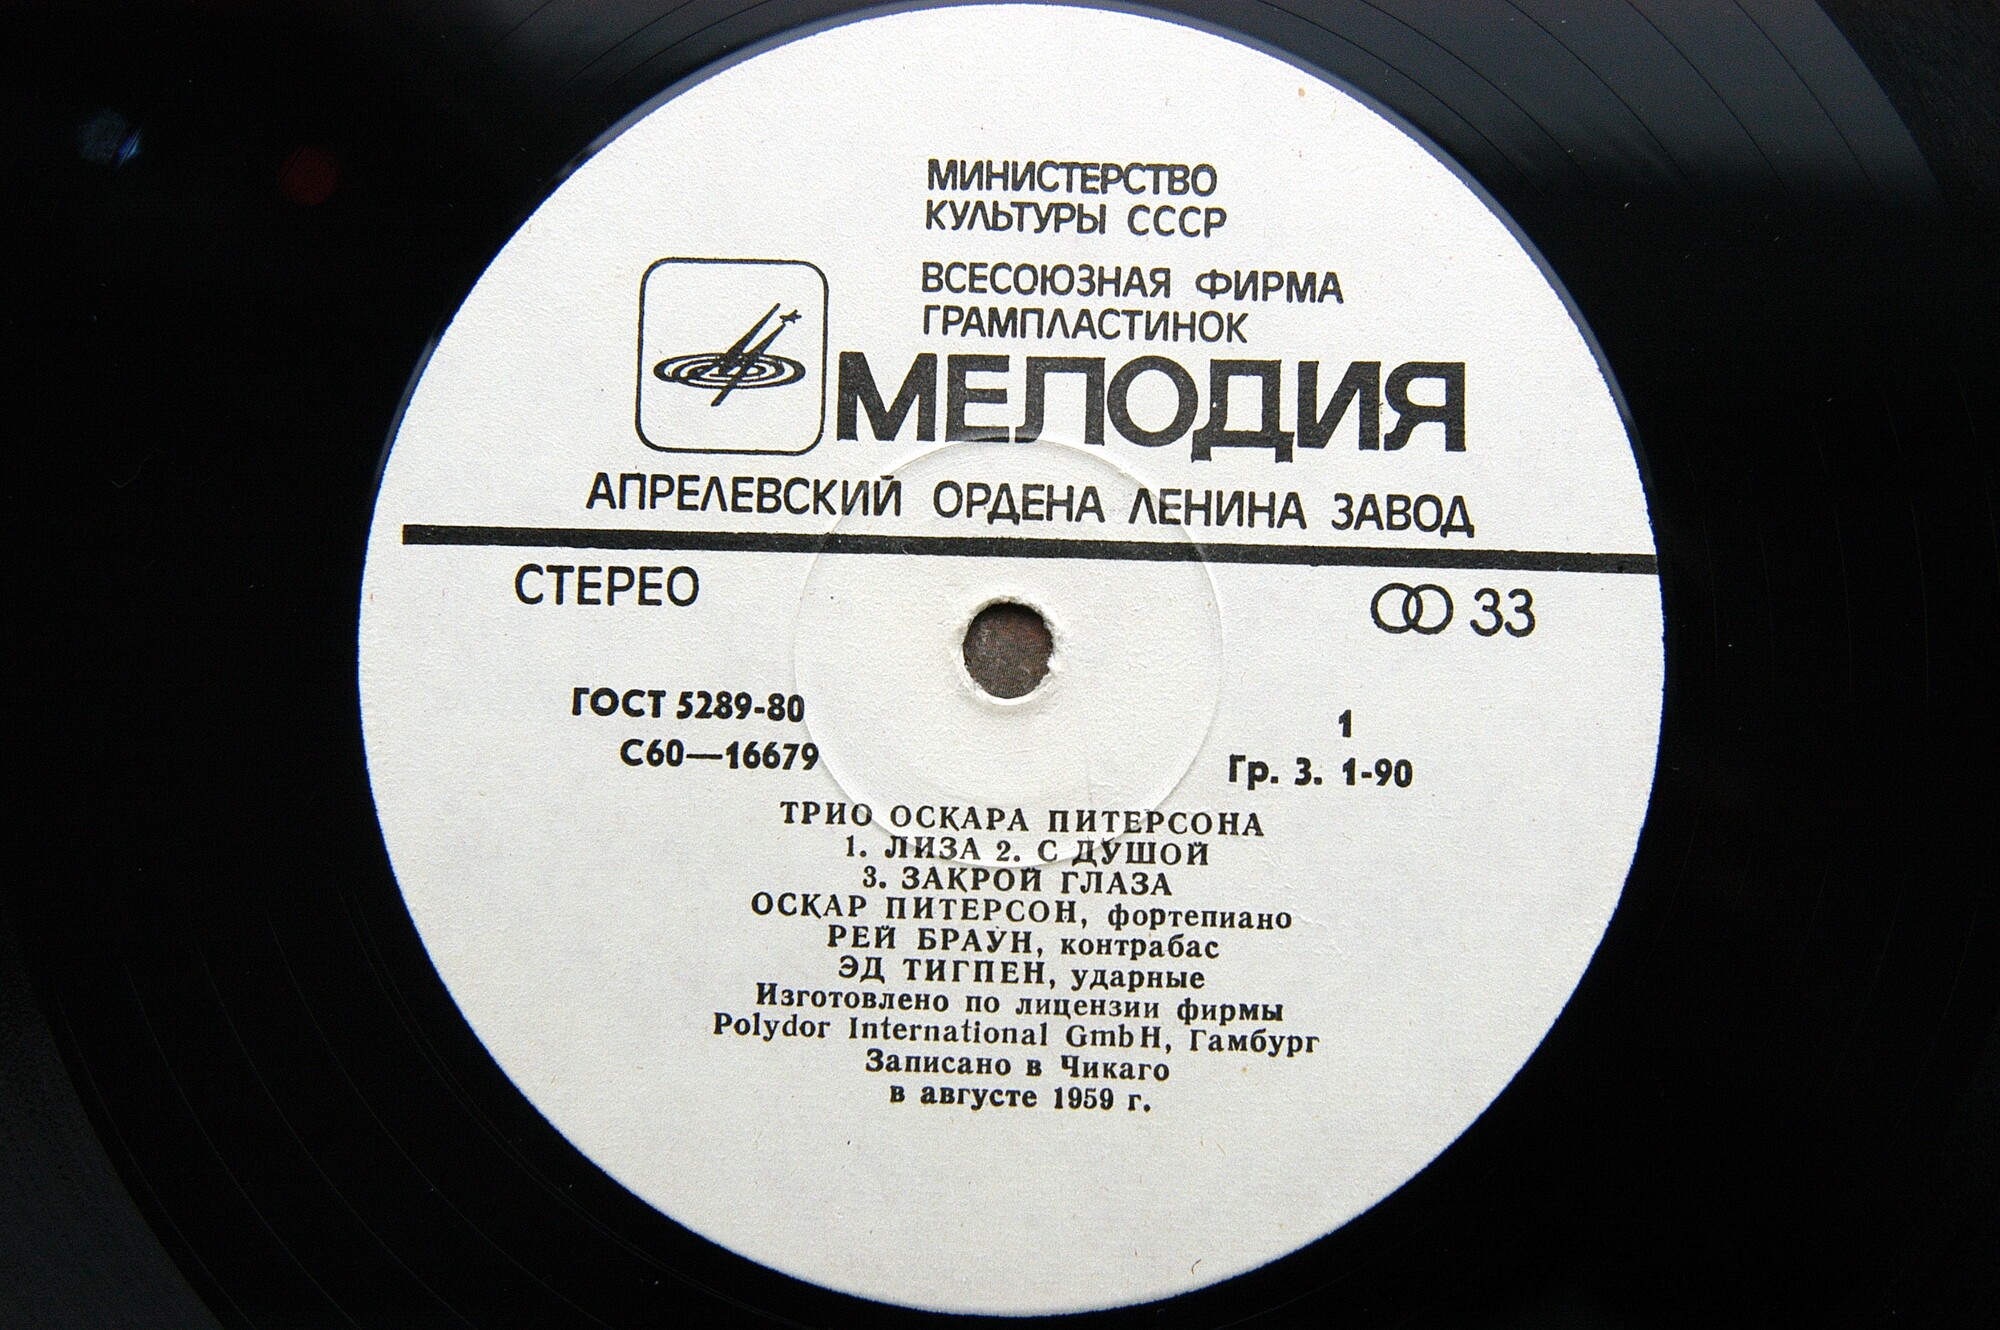 МИНИСТЕРСТВО
КУЛЬТУРЫ СССР
ВСЕСОЮЗНАЯ ФИРМА
ГРАМПЛАСТИНОК
МЕЛОДИЯ
АПРЕЛЕВСКИЙ ОРДЕНА ЛЕНИНА ЗАВОД
СТЕРЕО
33
ГОСТ 5289-80
С60—16679
1
Гр. 3. 1-90
ТРИО ОСКАРА ПИТЕРСОНА
1. ЛИЗА 2. С ДУШОЙ
3. ЗАКРОЙ ГЛАЗА
ОСКАР ПИТЕРСОН, фортепиано
РЕЙ БРАУН, контрабас
ЭД ТИГПЕН, ударные
Изготовлено по лицензии фирмы
Polydor International GmbH, Гамбург
Записано в Чикаго
в августе 1959 г.